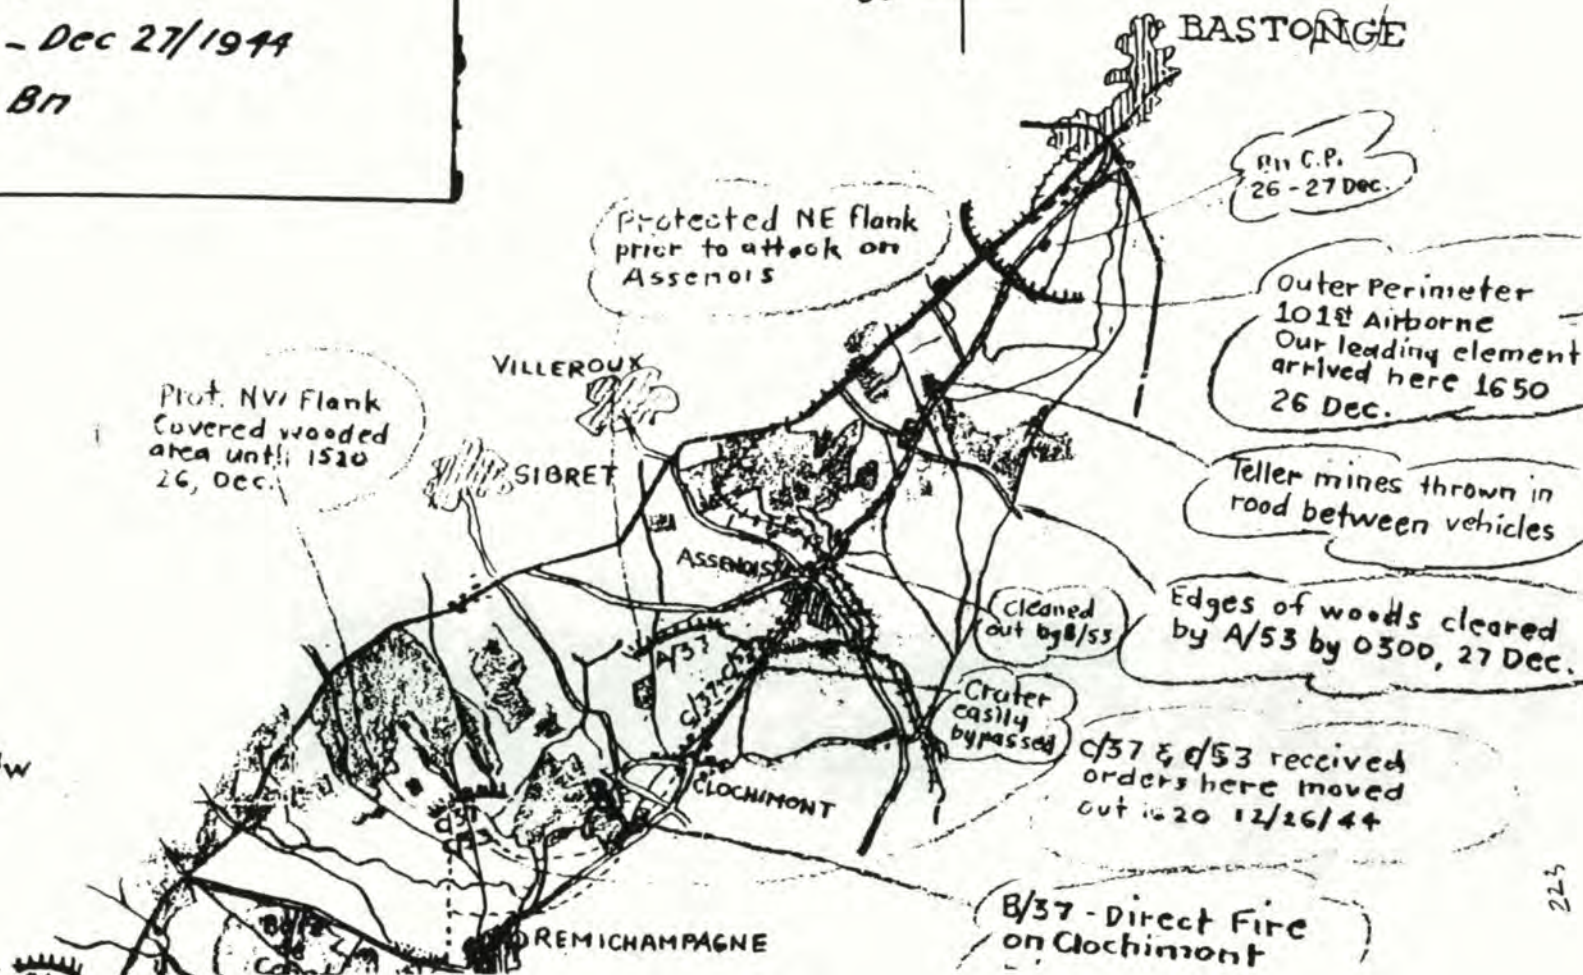 - Dec 27/1944
Bn
BASTONGE
Bn C.P.
26-27 Dec.
Protected NE flank
prior to attack on
Assenois
Outer Perimeter
101st Airborne
Our leading element
arrived here 1650
26 Dec.
VILLEROUX
Prot. NW Flank
Covered wooded
area until 1520
26, Dec.
SIBRET
Teller mines thrown in
road between vehicles
ASSENOIS
Cleaned
out by B/53
Edges of woods cleared
by A/53 by 0300, 27 Dec.
A/37
C/37
Crater
easily
bypassed
C/37 & C/53 received
orders here moved
out 1520 12/26/44
CLOCHIMONT
B/37 - Direct Fire
on Clochimont
REMICHAMPAGNE
223